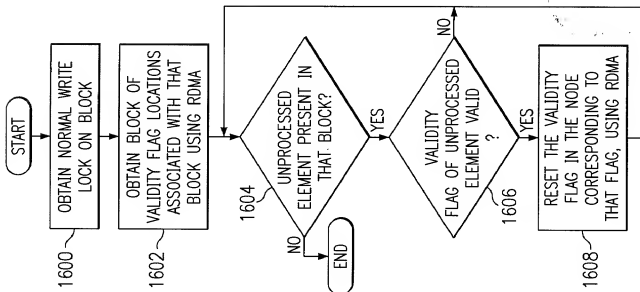 START
OBTAIN NORMAL WRITE
LOCK ON BLOCK
1600
OBTAIN BLOCK OF
VALIDITY FLAG LOCATIONS
ASSOCIATED WITH THAT
BLOCK USING RDMA
1602
UNPROCESSED
ELEMENT PRESENT IN
THAT BLOCK?
1604
NO
END
YES
VALIDITY
FLAG OF UNPROCESSED
ELEMENT VALID
?
1606
NO
YES
RESET THE VALIDITY
FLAG IN THE NODE
CORRESPONDING TO
THAT FLAG, USING RDMA
1608